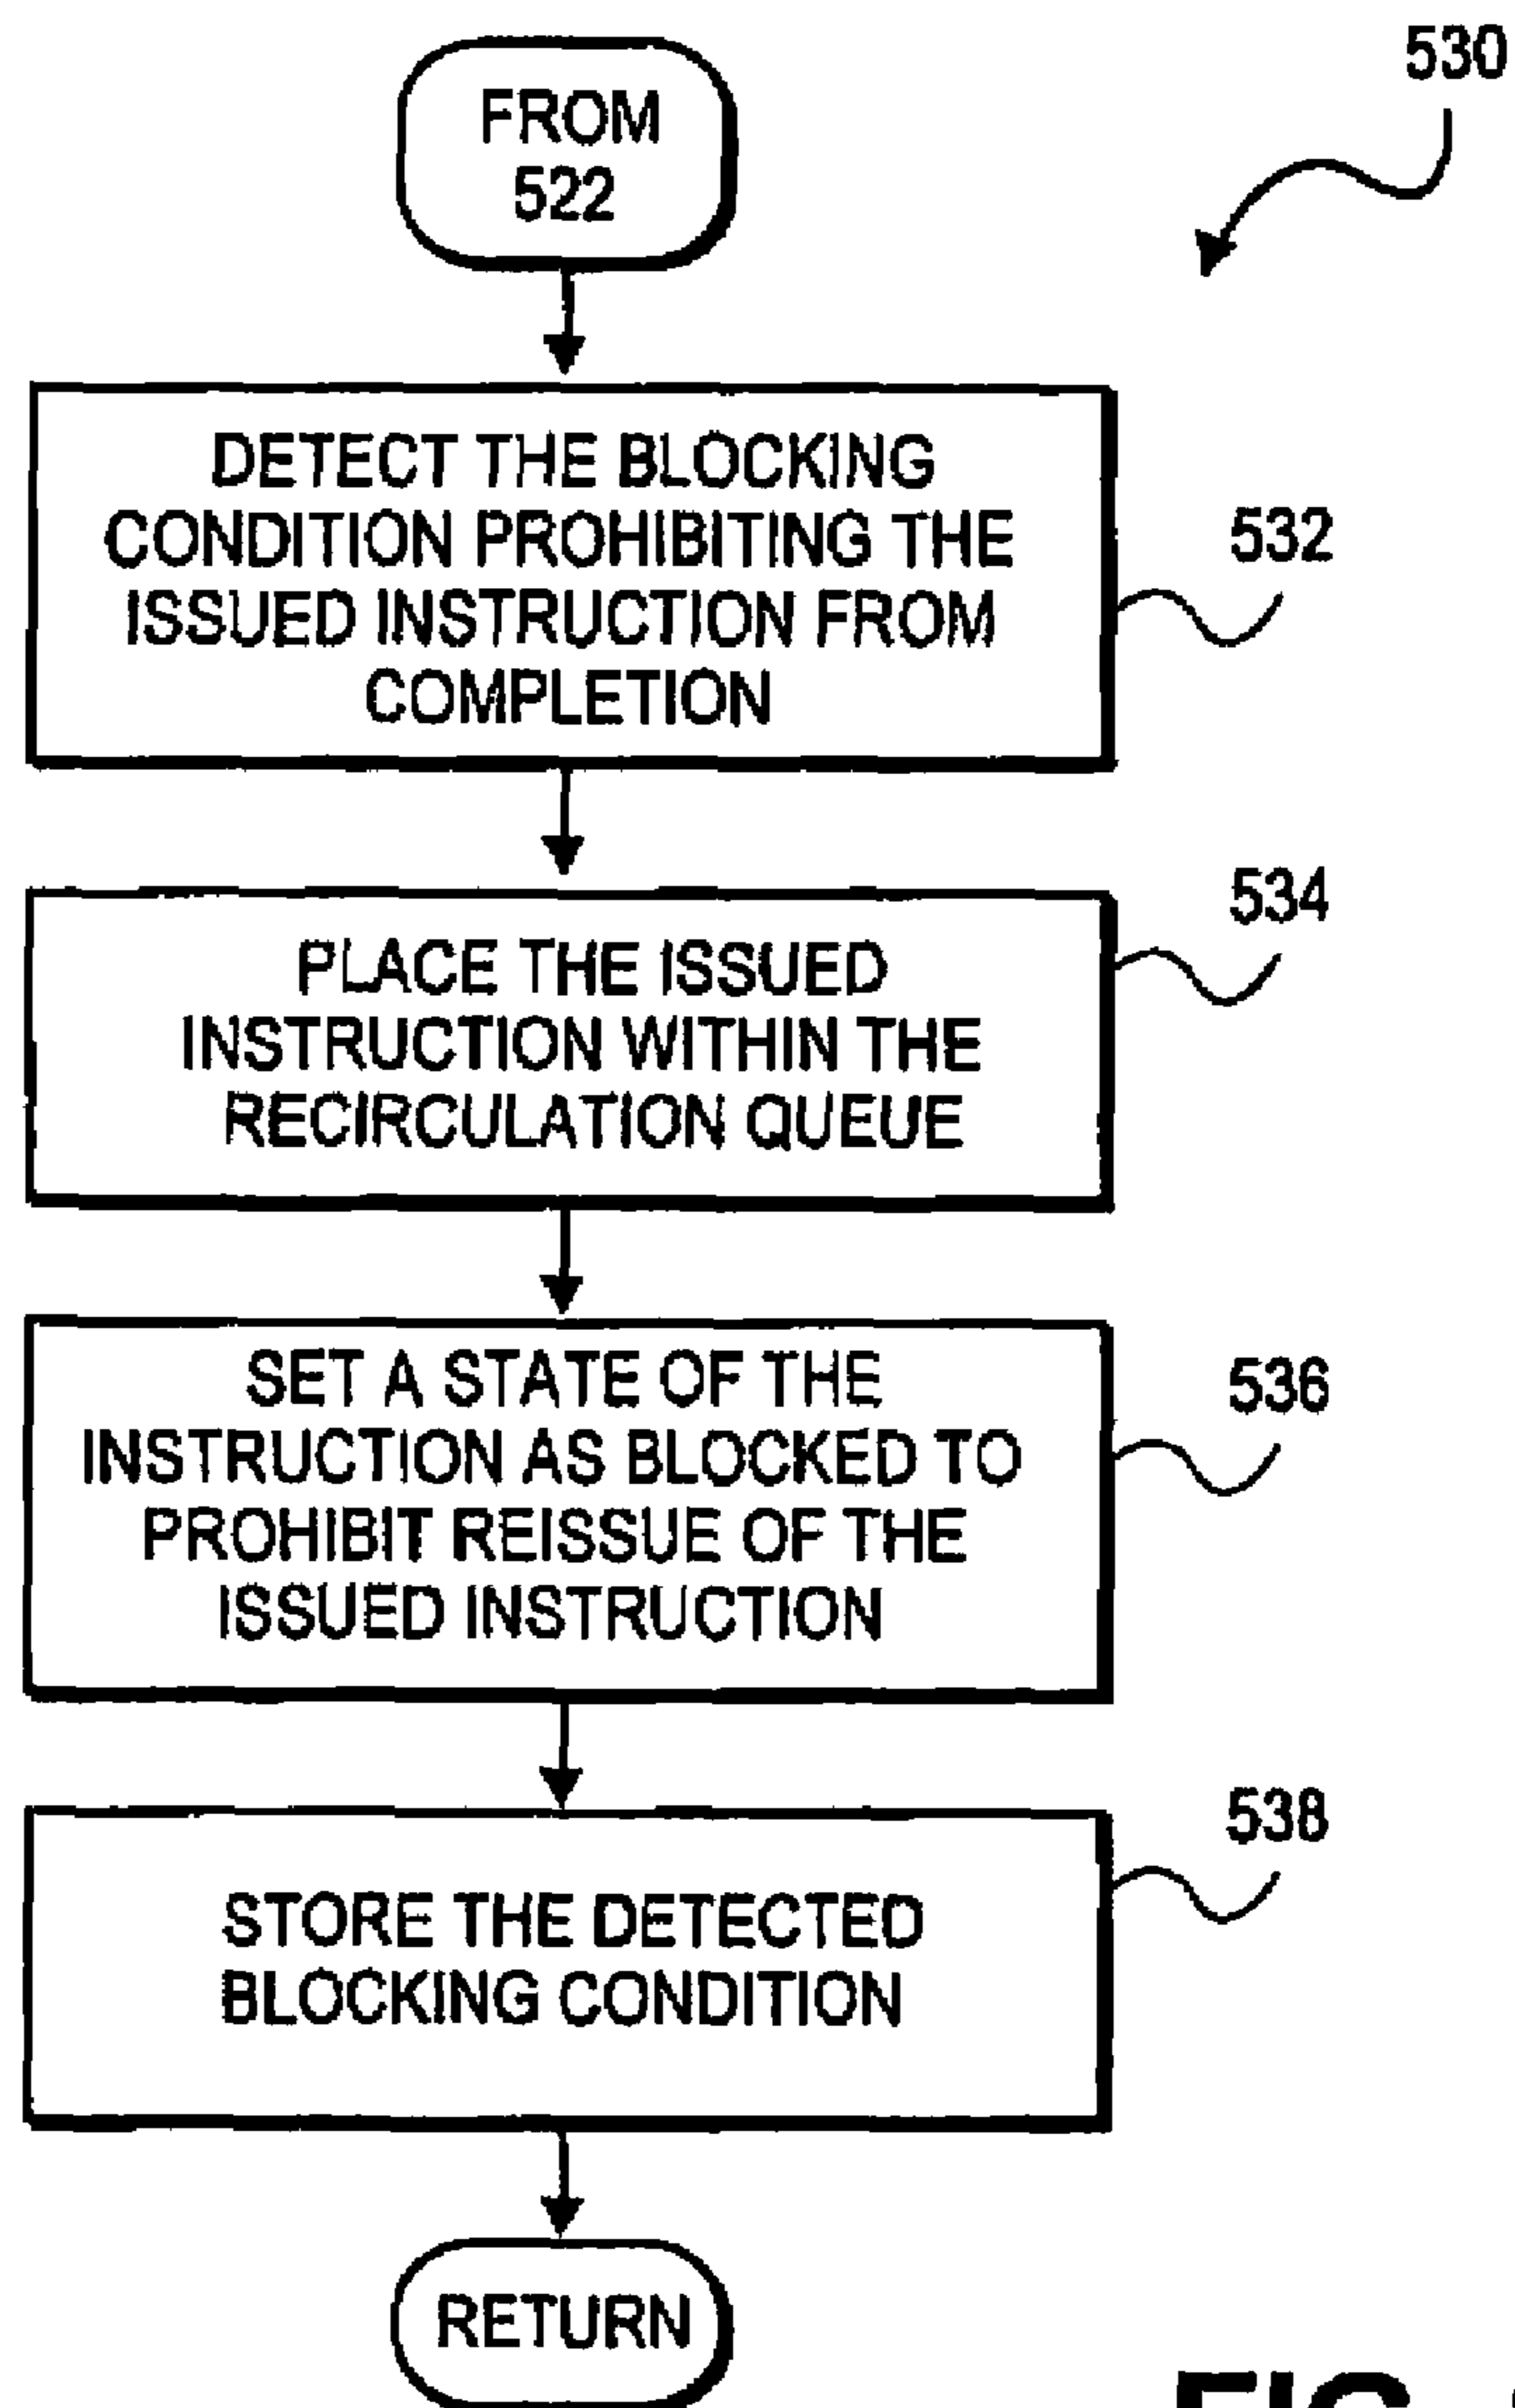 530
FROM
522
DETECT THE BLOCKING
CONDITION PROHIBITING THE
ISSUED INSTRUCTION FROM
COMPLETION
532
PLACE THE ISSUED
INSTRUCTION WITHIN THE
RECIRCULATION QUEUE
534
SET A STATE OF THE
INSTRUCTION AS BLOCKED TO
PROHIBIT REISSUE OF THE
ISSUED INSTRUCTION
536
STORE THE DETECTED
BLOCKING CONDITION
538
RETURN